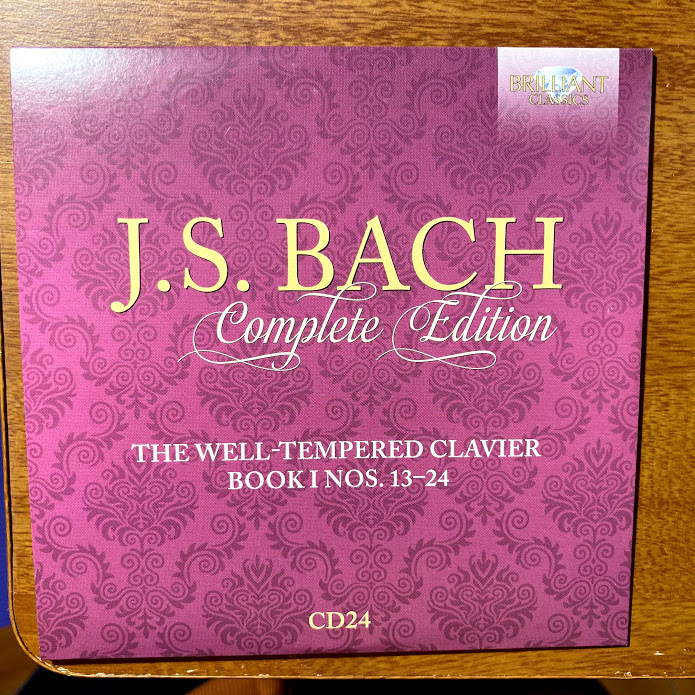 BRILLIANT
CLASSICS
J.S. BACH
Complete Edition
THE WELL-TEMPERED CLAVIER
BOOK I NOS. 13–24
CD24